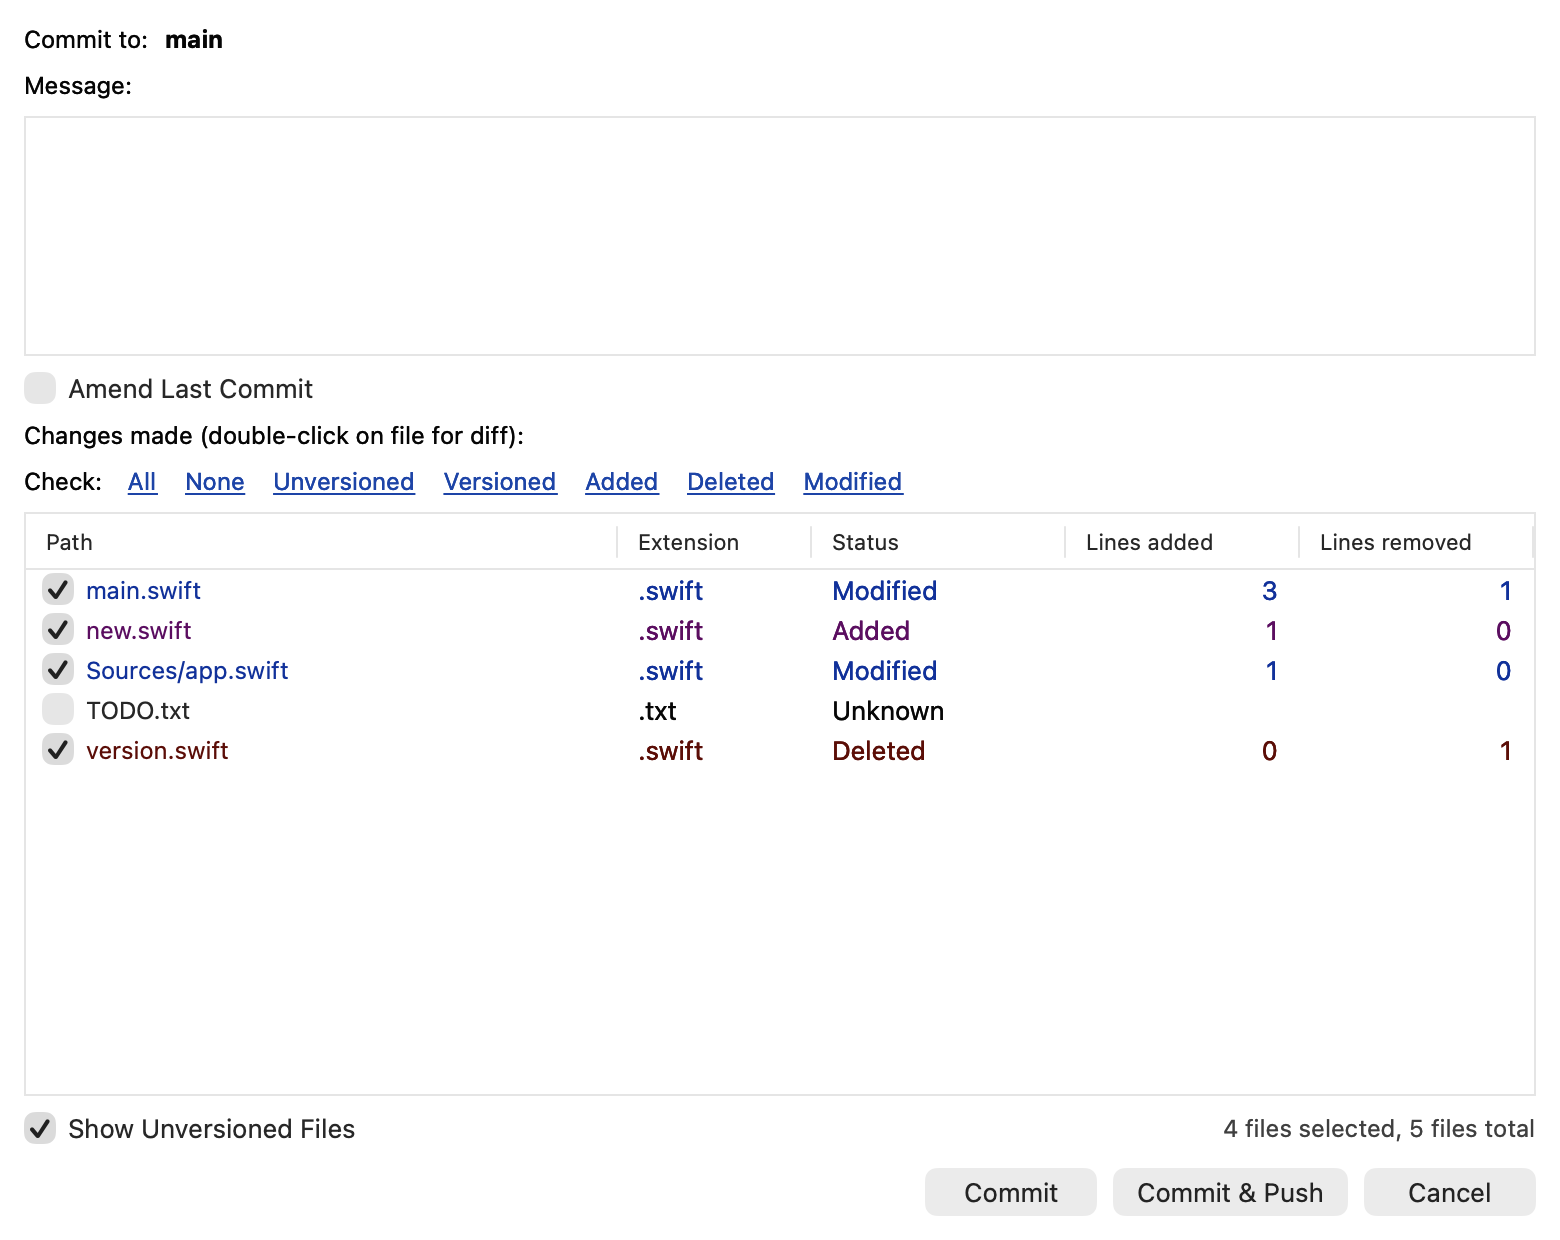 Commit to: main
Message:
Amend Last Commit
Changes made (double-click on file for diff):
Check: All None Unversioned Versioned Added Deleted Modified
Path Extension Status Lines added Lines removed
main.swift .swift Modified 3 1
new.swift .swift Added 1 0
Sources/app.swift .swift Modified 1 0
TODO.txt .txt Unknown
version.swift .swift Deleted 0 1
Show Unversioned Files 4 files selected, 5 files total
Commit Commit & Push Cancel